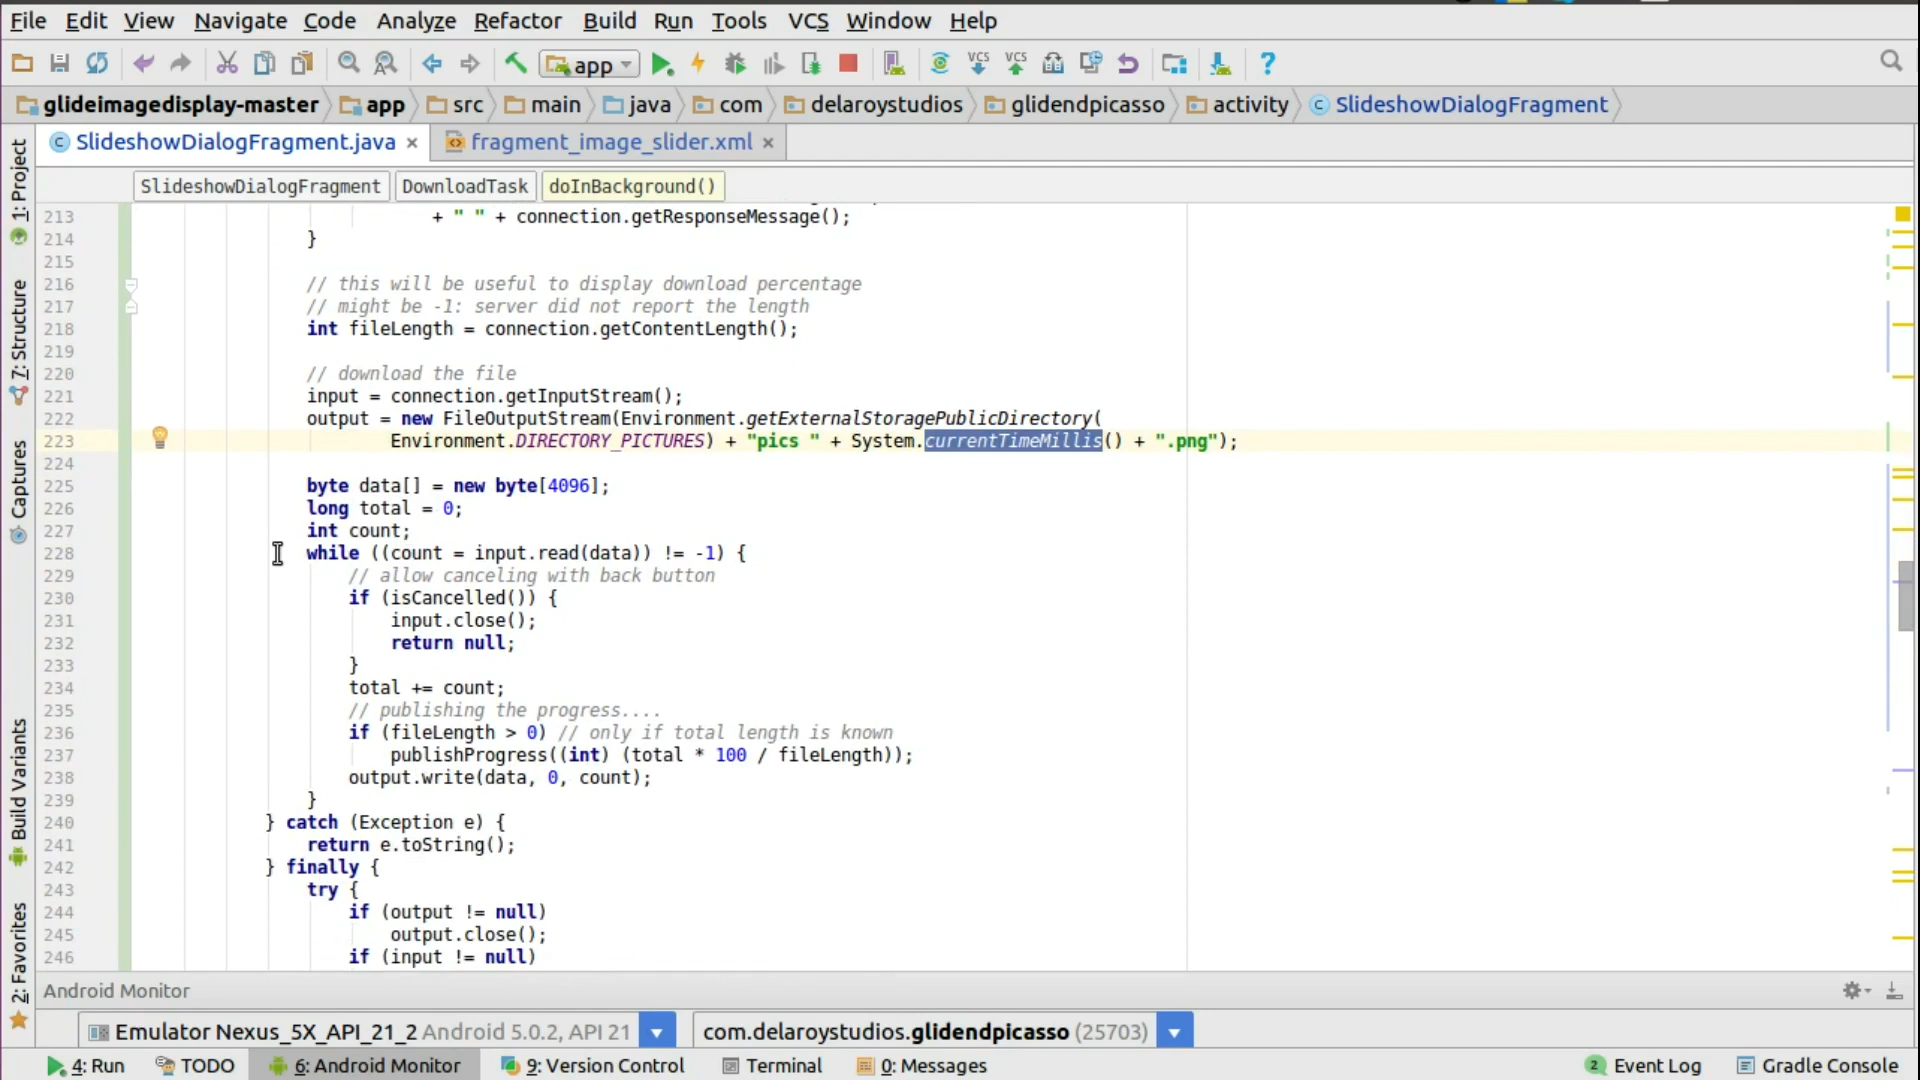 File Edit View Navigate Code Analyze Refactor Build Run Tools VCS Window Help
app VCS VCS ?
glideimagedisplay-master app src main java com delaroystudios glidendpicasso activity SlideshowDialogFragment
SlideshowDialogFragment.java fragment_image_slider.xml
SlideshowDialogFragment DownloadTask doInBackground()
1: Project
7: Structure
Captures
Build Variants
2: Favorites
213 + " " + connection.getResponseMessage();
214 }
215
216 // this will be useful to display download percentage
217 // might be -1: server did not report the length
218 int fileLength = connection.getContentLength();
219
220 // download the file
221 input = connection.getInputStream();
222 output = new FileOutputStream(Environment.getExternalStoragePublicDirectory(
223 Environment.DIRECTORY_PICTURES) + "pics " + System.currentTimeMillis() + ".png");
224
225 byte data[] = new byte[4096];
226 long total = 0;
227 int count;
228 while ((count = input.read(data)) != -1) {
229 // allow canceling with back button
230 if (isCancelled()) {
231 input.close();
232 return null;
233 }
234 total += count;
235 // publishing the progress....
236 if (fileLength > 0) // only if total length is known
237 publishProgress((int) (total * 100 / fileLength));
238 output.write(data, 0, count);
239 }
240 } catch (Exception e) {
241 return e.toString();
242 } finally {
243 try {
244 if (output != null)
245 output.close();
246 if (input != null)
Android Monitor
Emulator Nexus_5X_API_21_2 Android 5.0.2, API 21 com.delaroystudios.glidendpicasso (25703)
4: Run TODO 6: Android Monitor 9: Version Control Terminal 0: Messages 2 Event Log Gradle Console